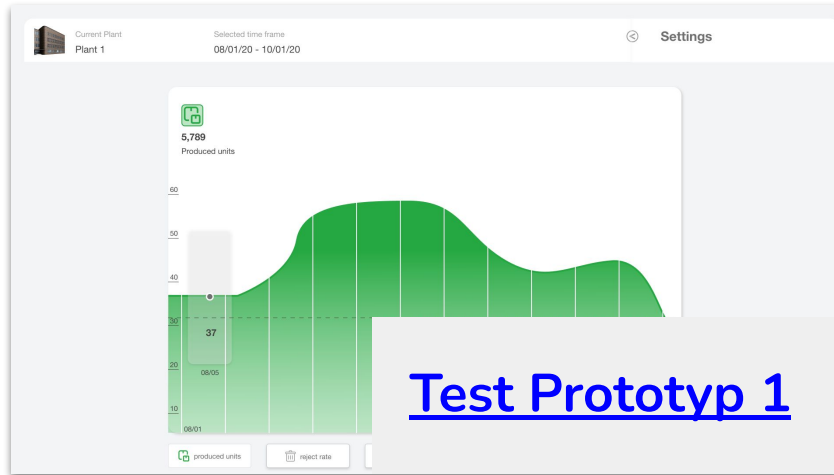 Current Plant
Plant 1
Selected time frame
08/01/20 - 10/01/20
Settings
5,789
Produced units
60
50
40
30
37
20
08/05
10
08/01
Test Prototyp 1
produced units
reject rate